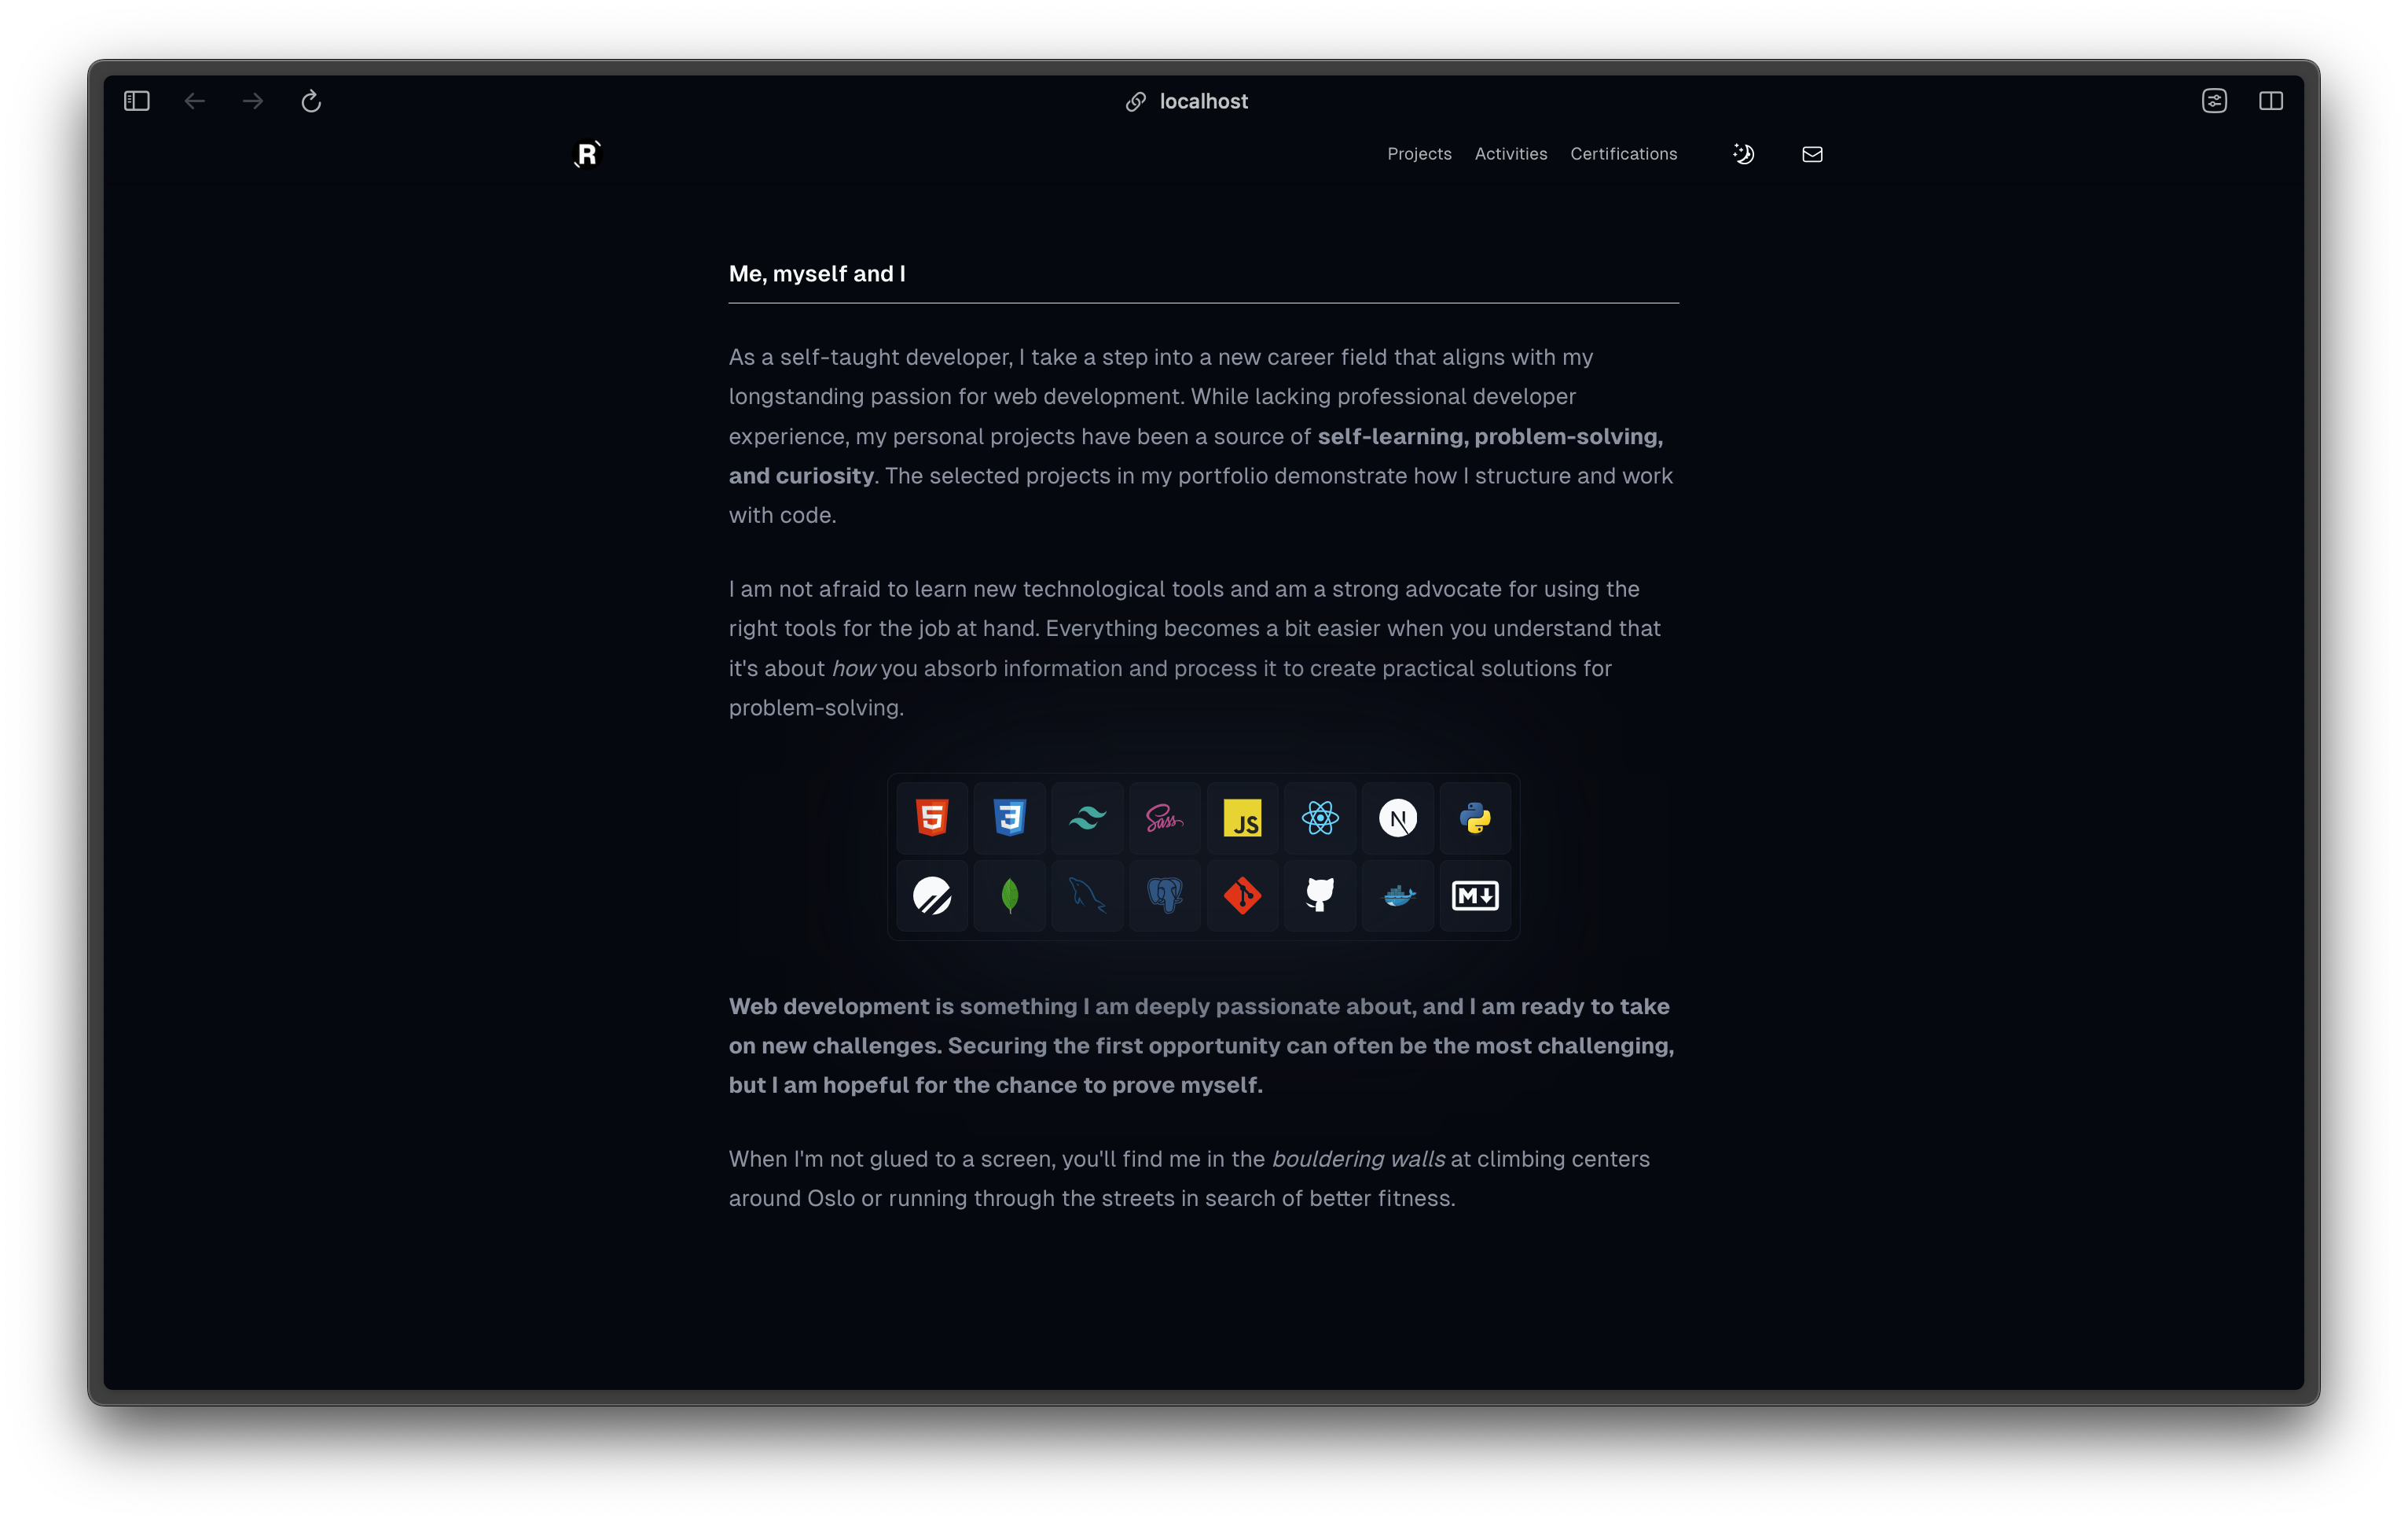 localhost
R
Projects Activities Certifications
Me, myself and I
As a self-taught developer, I take a step into a new career field that aligns with my
longstanding passion for web development. While lacking professional developer
experience, my personal projects have been a source of self-learning, problem-solving,
and curiosity. The selected projects in my portfolio demonstrate how I structure and work
with code.
I am not afraid to learn new technological tools and am a strong advocate for using the
right tools for the job at hand. Everything becomes a bit easier when you understand that
it's about how you absorb information and process it to create practical solutions for
problem-solving.
5 3 Sass JS N
M
Web development is something I am deeply passionate about, and I am ready to take
on new challenges. Securing the first opportunity can often be the most challenging,
but I am hopeful for the chance to prove myself.
When I'm not glued to a screen, you'll find me in the bouldering walls at climbing centers
around Oslo or running through the streets in search of better fitness.